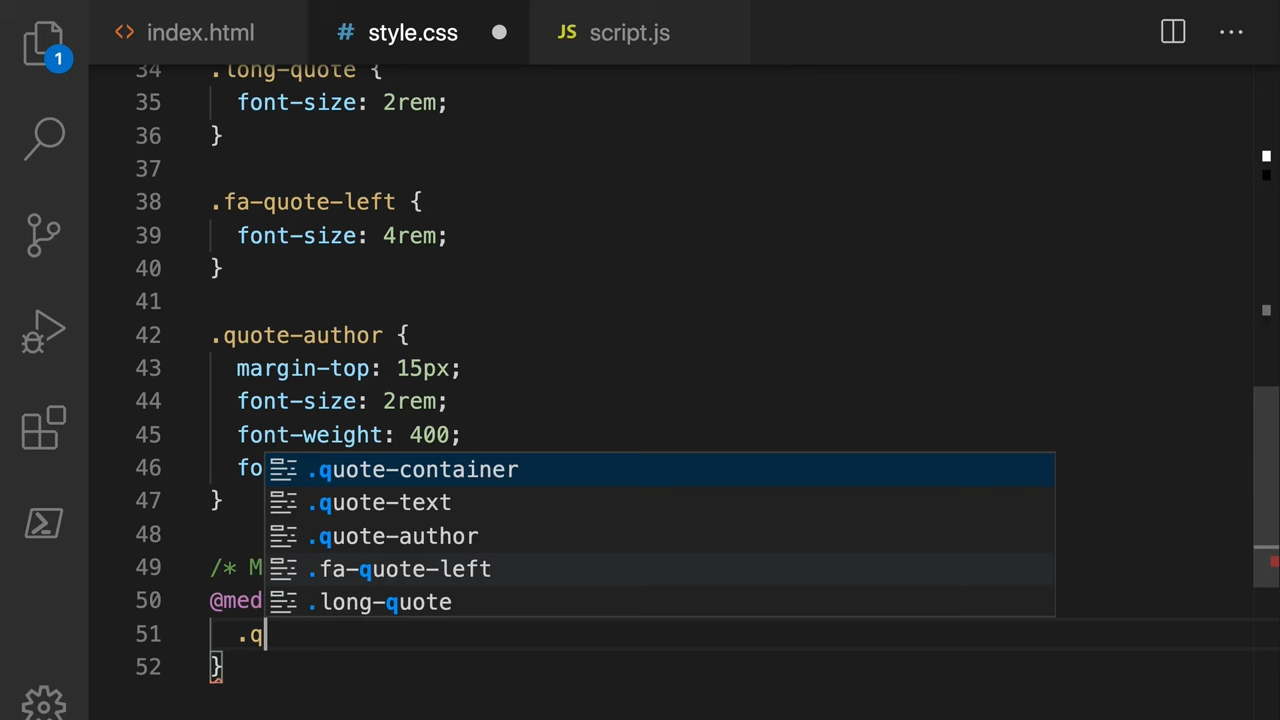 index.html
# style.css
JS script.js
1
34 .long-quote {
35 font-size: 2rem;
36 }
37
38 .fa-quote-left {
39 font-size: 4rem;
40 }
41
42 .quote-author {
43 margin-top: 15px;
44 font-size: 2rem;
45 font-weight: 400;
46 fo .quote-container
47 } .quote-text
48 .quote-author
49 /* M .fa-quote-left
50 @med .long-quote
51 .q
52 }